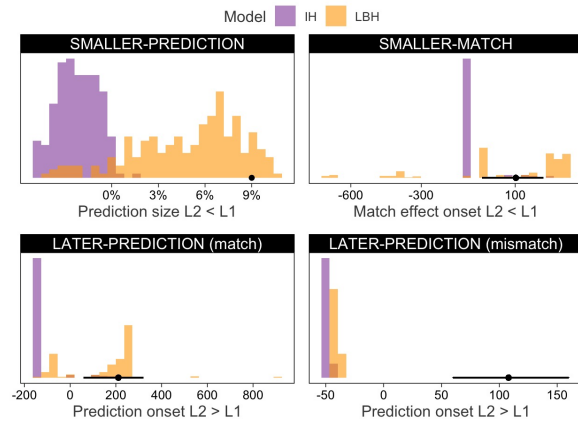 Model IH LBH
SMALLER-PREDICTION
0% 3% 6% 9%
Prediction size L2 < L1
SMALLER-MATCH
-600 -300 100
Match effect onset L2 < L1
LATER-PREDICTION (match)
-200 0 200 400 600 800
Prediction onset L2 > L1
LATER-PREDICTION (mismatch)
-50 0 50 100 150
Prediction onset L2 > L1